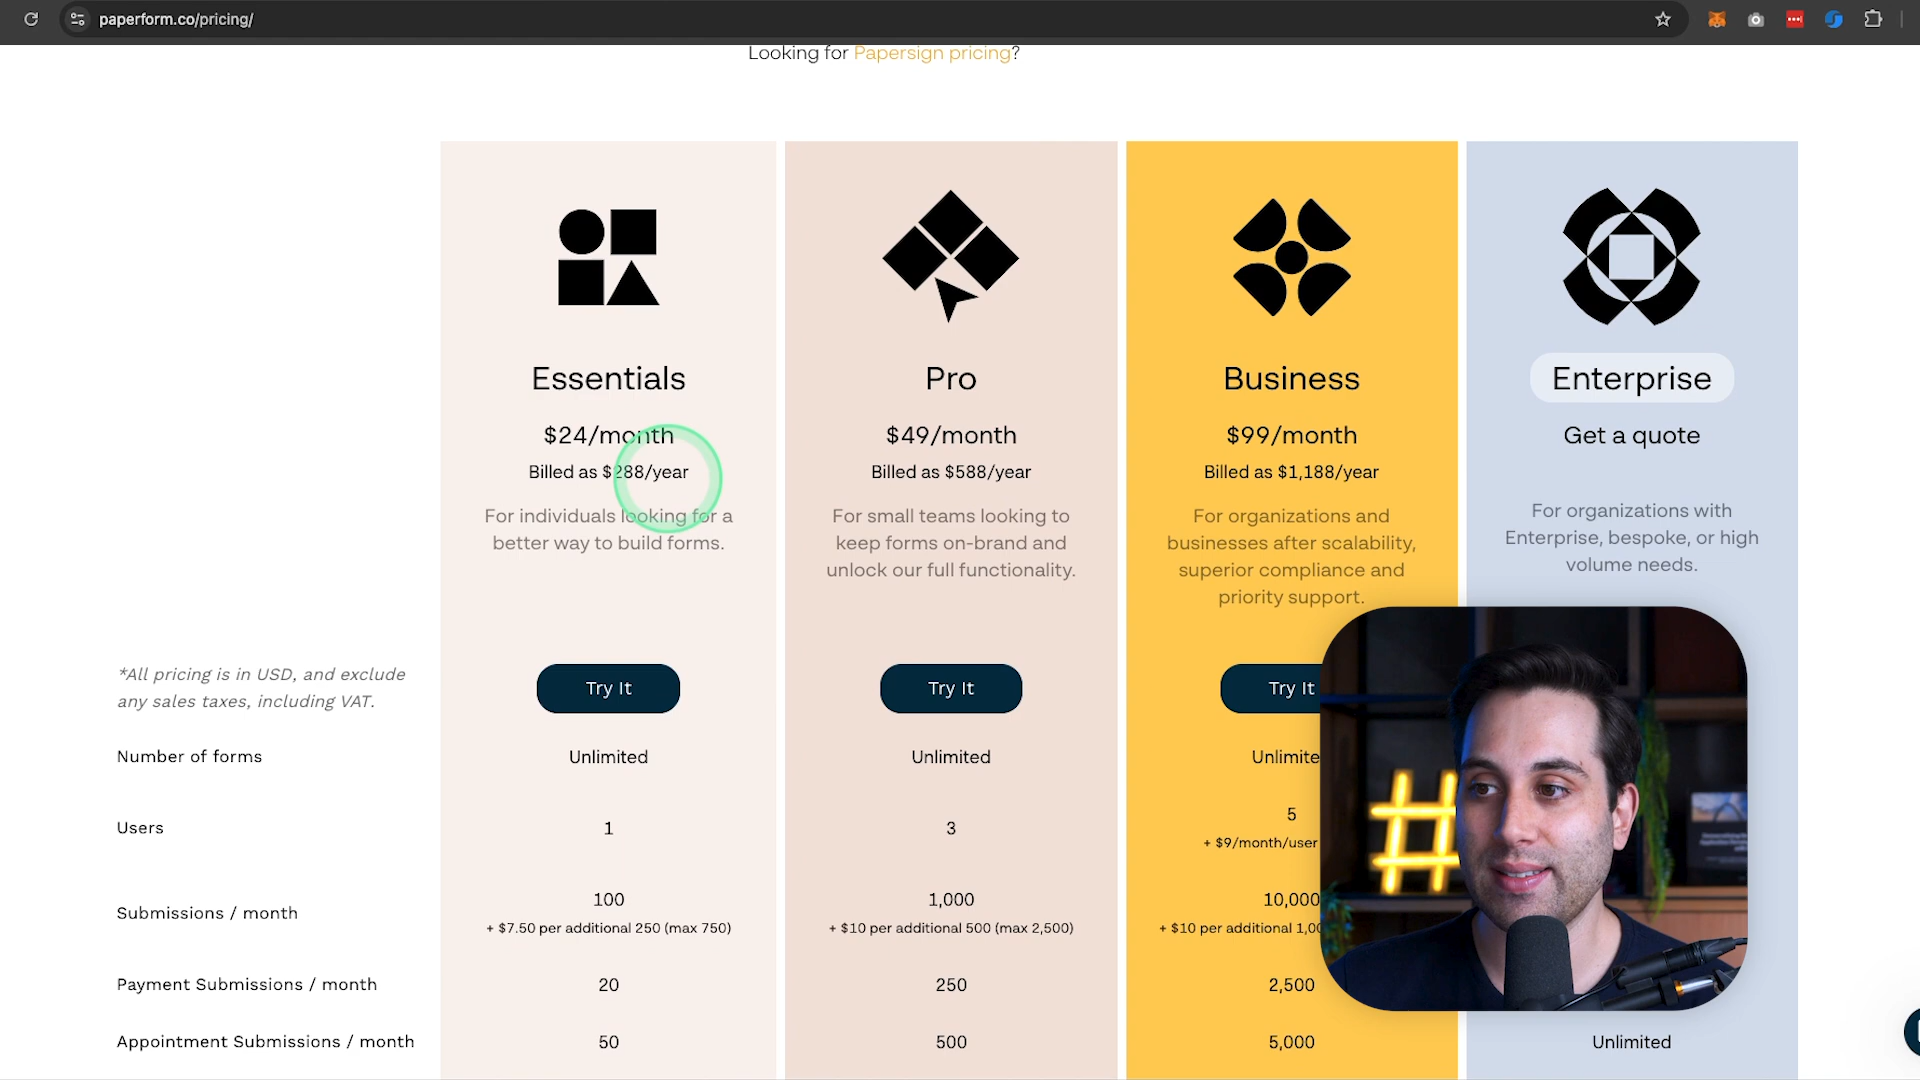 paperform.co/pricing/
Looking for Papersign pricing?
Essentials
$24/month
Billed as $288/year
For individuals looking for a
better way to build forms.
Try It
Pro
$49/month
Billed as $588/year
For small teams looking to
keep forms on-brand and
unlock our full functionality.
Try It
Business
$99/month
Billed as $1,188/year
For organizations and
businesses after scalability,
superior compliance and
priority support.
Try It
Enterprise
Get a quote
For organizations with
Enterprise, bespoke, or high
volume needs.
*All pricing is in USD, and exclude
any sales taxes, including VAT.
Number of forms
Unlimited
Unlimited
Unlimite
Users
1
3
5
+ $9/month/user
Submissions / month
100
+ $7.50 per additional 250 (max 750)
1,000
+ $10 per additional 500 (max 2,500)
10,000
+ $10 per additional 1,00
Payment Submissions / month
20
250
2,500
Appointment Submissions / month
50
500
5,000
Unlimited
#